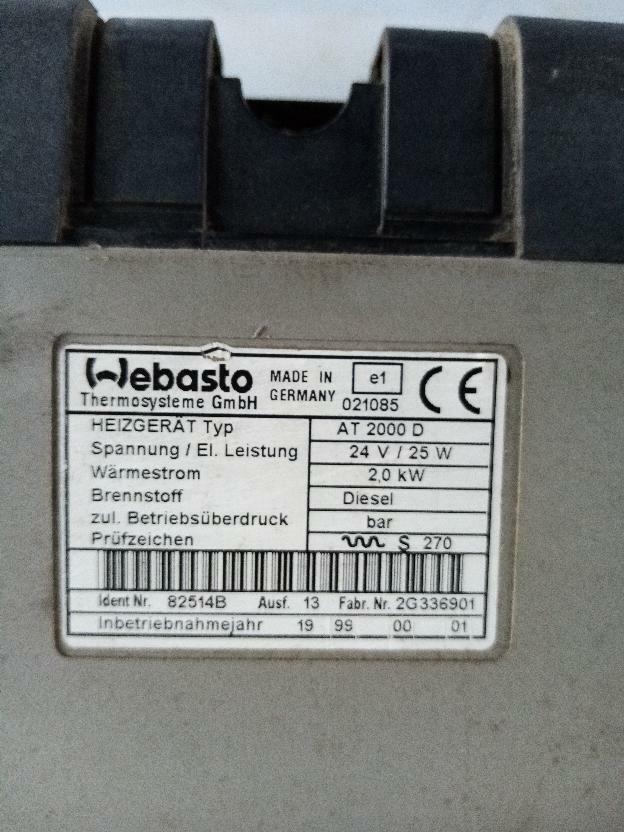 Webasto MADE IN GERMANY e1 021085 CE
Thermosysteme GmbH
HEIZGERÄT Typ AT 2000 D
Spannung / El. Leistung 24 V / 25 W
Wärmestrom 2,0 kW
Brennstoff Diesel
zul. Betriebsüberdruck bar
Prüfzeichen S 270
Ident Nr. 82514B Ausf. 13 Fabr. Nr. 2G336901
Inbetriebnahmejahr 19 99 00 01